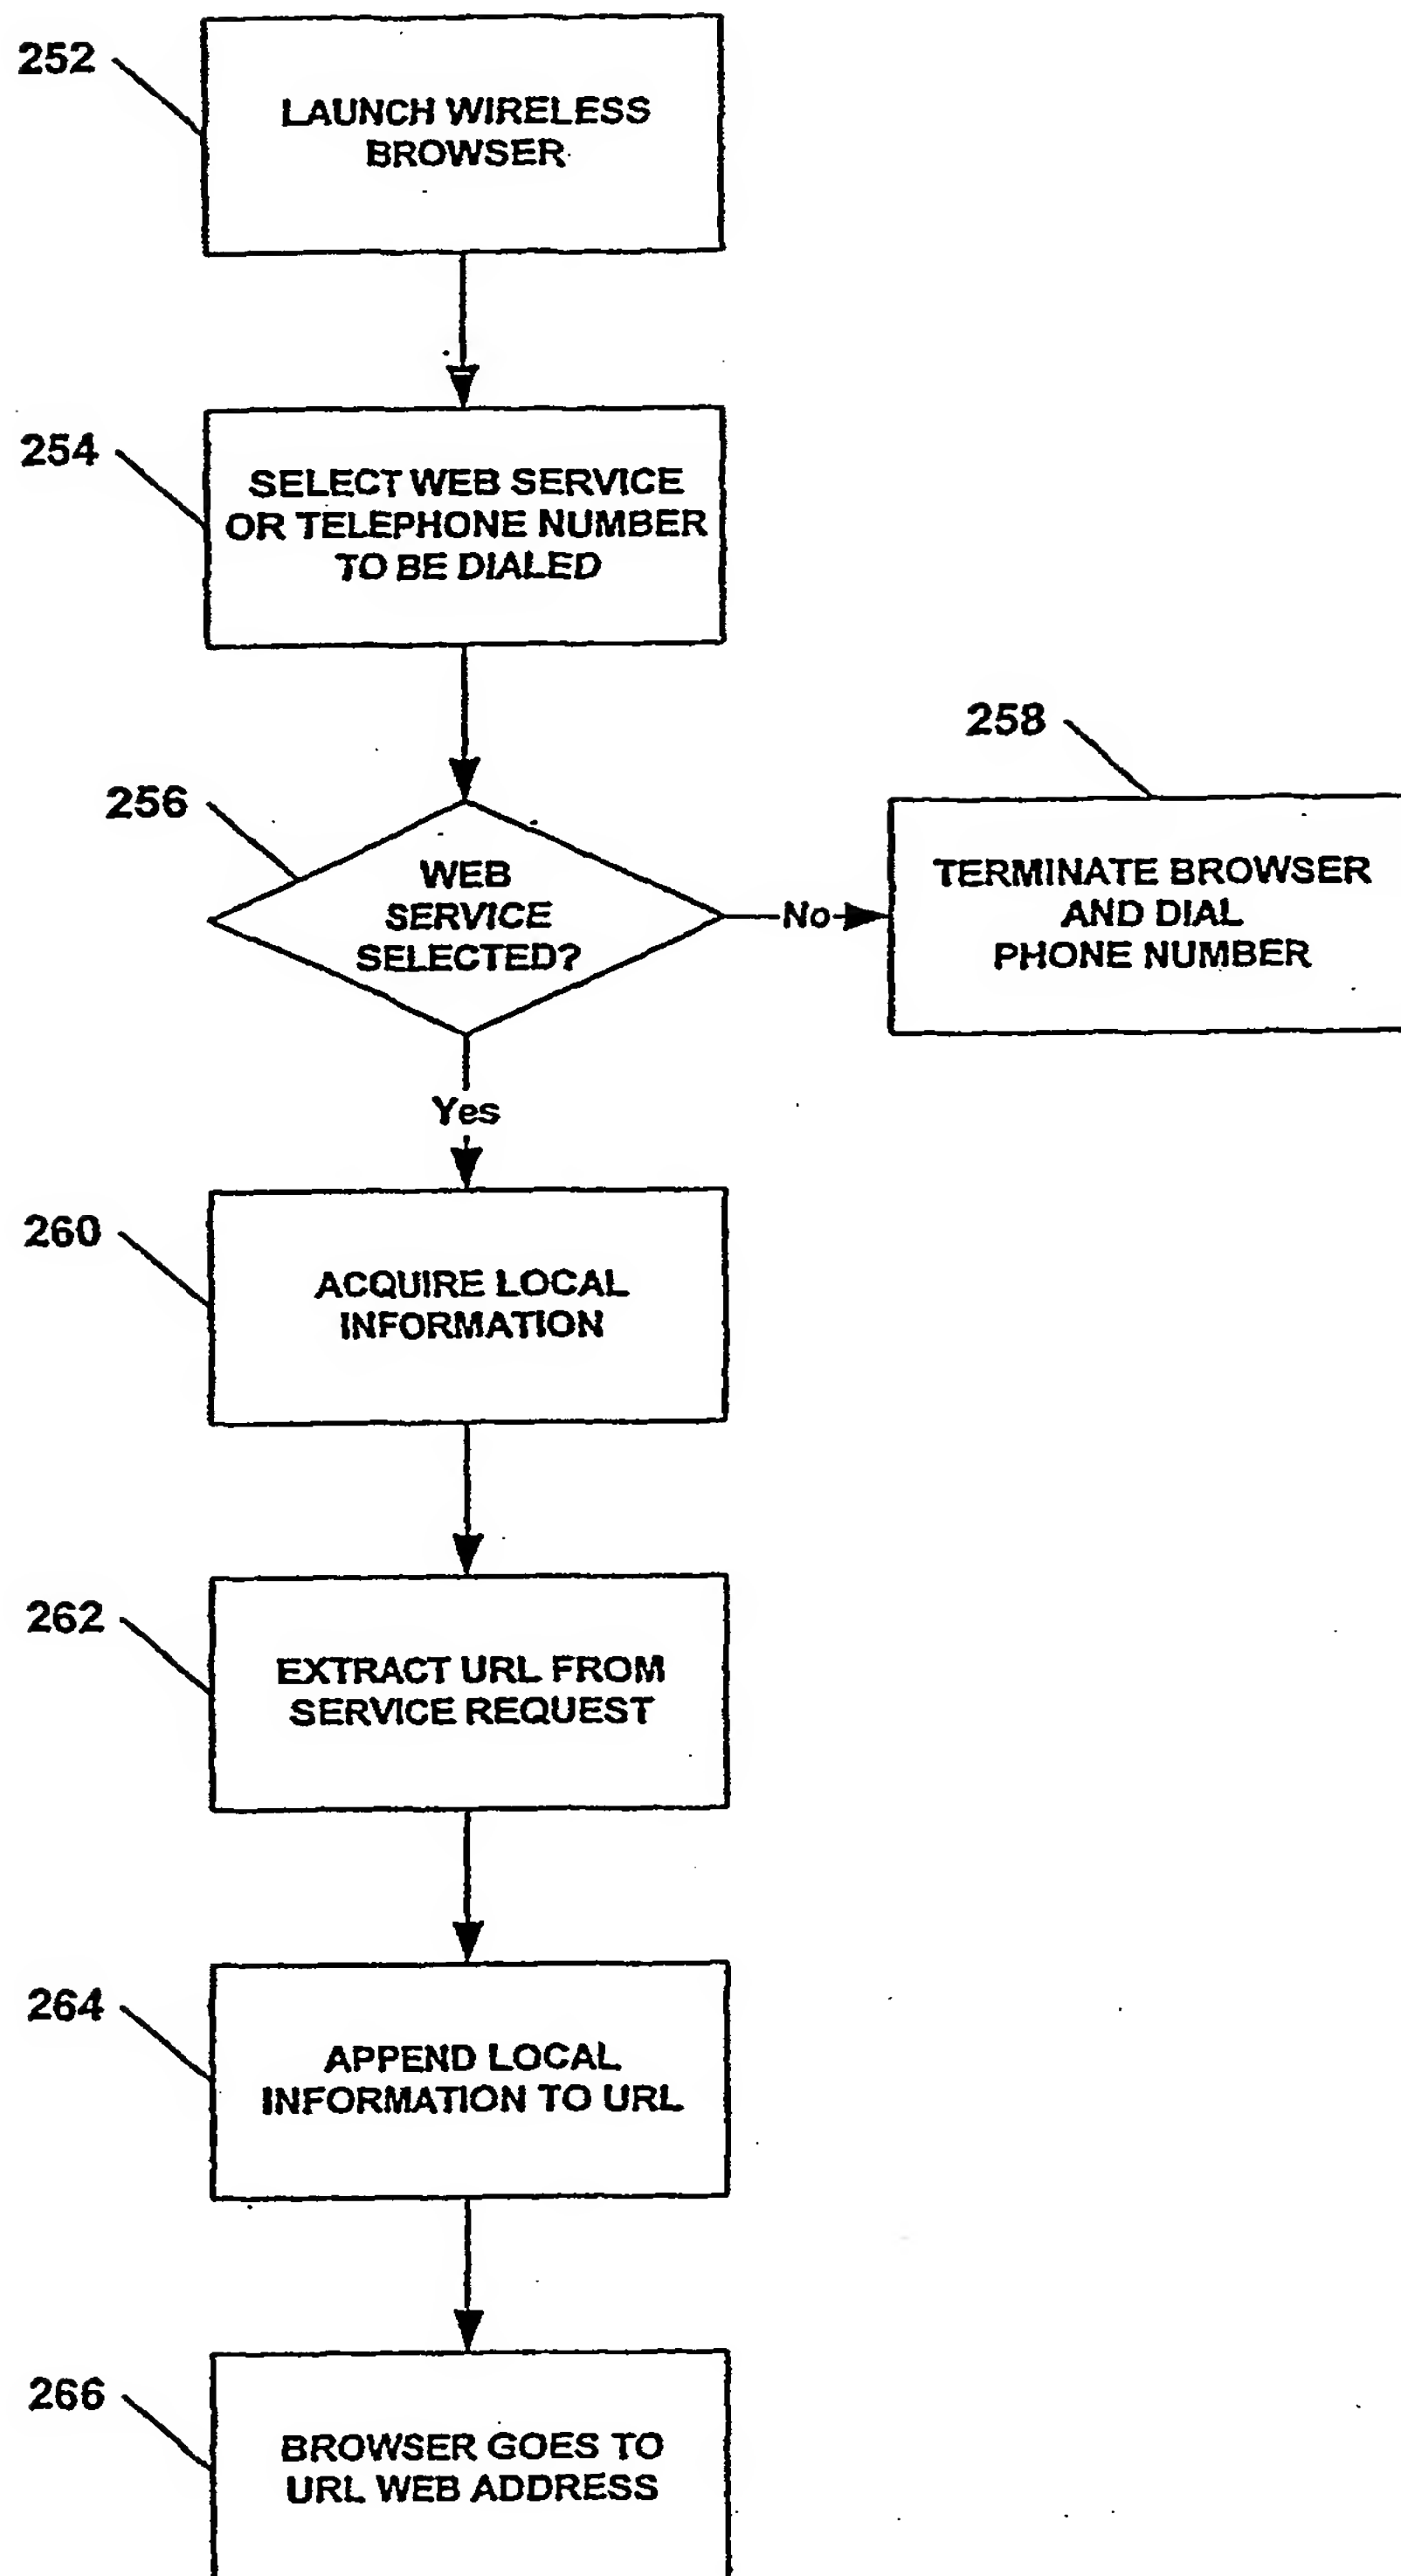 252
LAUNCH WIRELESS
BROWSER
254
SELECT WEB SERVICE
OR TELEPHONE NUMBER
TO BE DIALED
258
256
WEB
SERVICE
SELECTED?
No
TERMINATE BROWSER
AND DIAL
PHONE NUMBER
Yes
260
ACQUIRE LOCAL
INFORMATION
262
EXTRACT URL FROM
SERVICE REQUEST
264
APPEND LOCAL
INFORMATION TO URL
266
BROWSER GOES TO
URL WEB ADDRESS